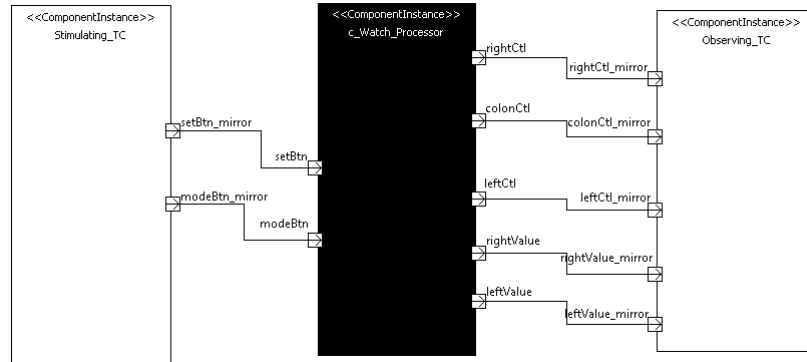 <<ComponentInstance>>
Stimulating_TC
<<ComponentInstance>>
c_Watch_Processor
<<ComponentInstance>>
Observing_TC
setBtn_mirror
setBtn
modeBtn_mirror
modeBtn
rightCtl
rightCtl_mirror
colonCtl
colonCtl_mirror
leftCtl
leftCtl_mirror
rightValue
rightValue_mirror
leftValue
leftValue_mirror